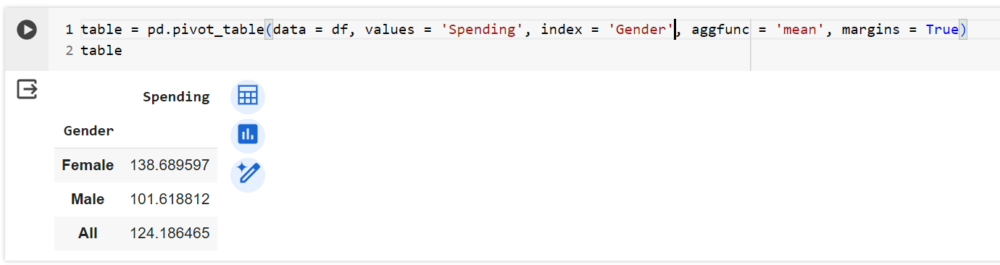 1 table = pd.pivot_table(data = df, values = 'Spending', index = 'Gender', aggfunc = 'mean', margins = True)
2 table
Spending
Gender
Female 138.689597
Male 101.618812
All 124.186465